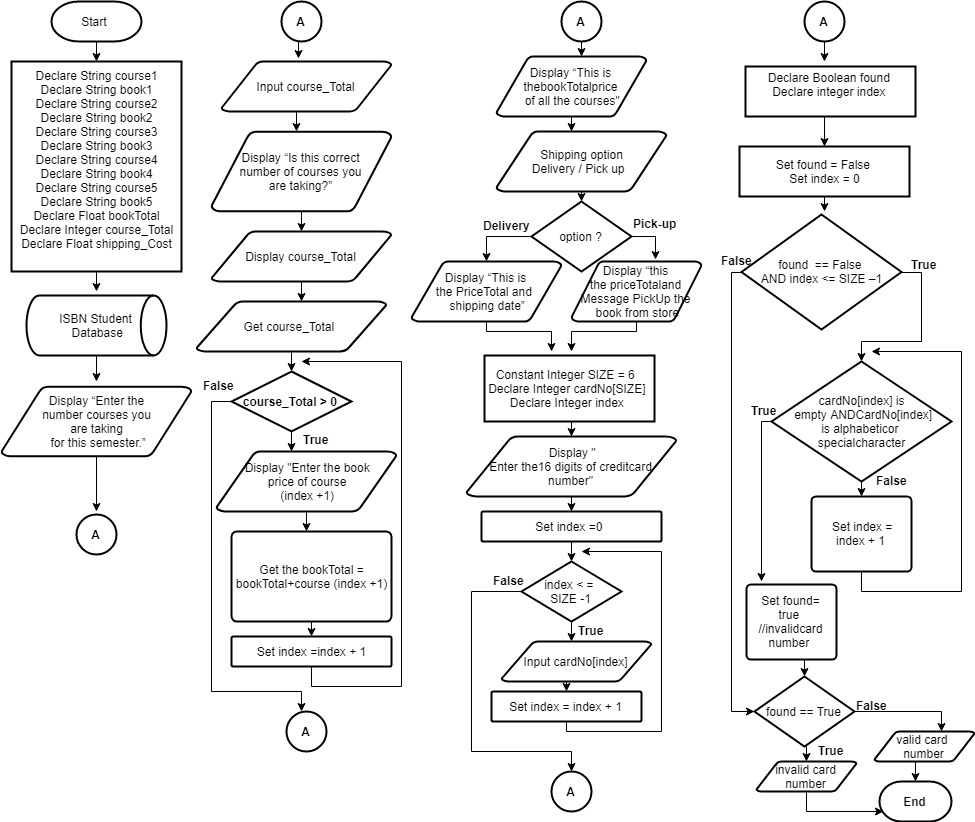 Start
Declare String course1
Declare String book1
Declare String course2
Declare String book2
Declare String course3
Declare String book3
Declare String course4
Declare String book4
Declare String course5
Declare String book5
Declare Float bookTotal
Declare Integer course_Total
Declare Float shipping_Cost
ISBN Student
Database
Display “Enter the
number courses you
are taking
for this semester.”
A
A
Input course_Total
Display “Is this correct
number of courses you
are taking?”
Display course_Total
Get course_Total
False
course_Total > 0
True
Display "Enter the book
price of course
(index +1)
Get the bookTotal =
bookTotal+course (index +1)
Set index =index + 1
A
A
Display “This is
thebookTotalprice
of all the courses"
Shipping option
Delivery / Pick up
Delivery
Pick-up
option ?
Display “This is
the PriceTotal and
shipping date”
Display “this
the priceTotaland
Message PickUp the
book from store
Constant Integer SIZE = 6
Declare Integer cardNo[SIZE]
Declare Integer index
Display "
Enter the16 digits of creditcard
number"
Set index =0
False
index < =
SIZE -1
True
Input cardNo[index]
Set index = index + 1
A
A
Declare Boolean found
Declare integer index
Set found = False
Set index = 0
False
True
found == False
AND index <= SIZE –1
cardNo[index] is
empty ANDCardNo[index]
is alphabeticor
specialcharacter
True
False
Set index =
index + 1
Set found=
true
//invalidcard
number
found == True
False
True
valid card
number
invalid card
number
End